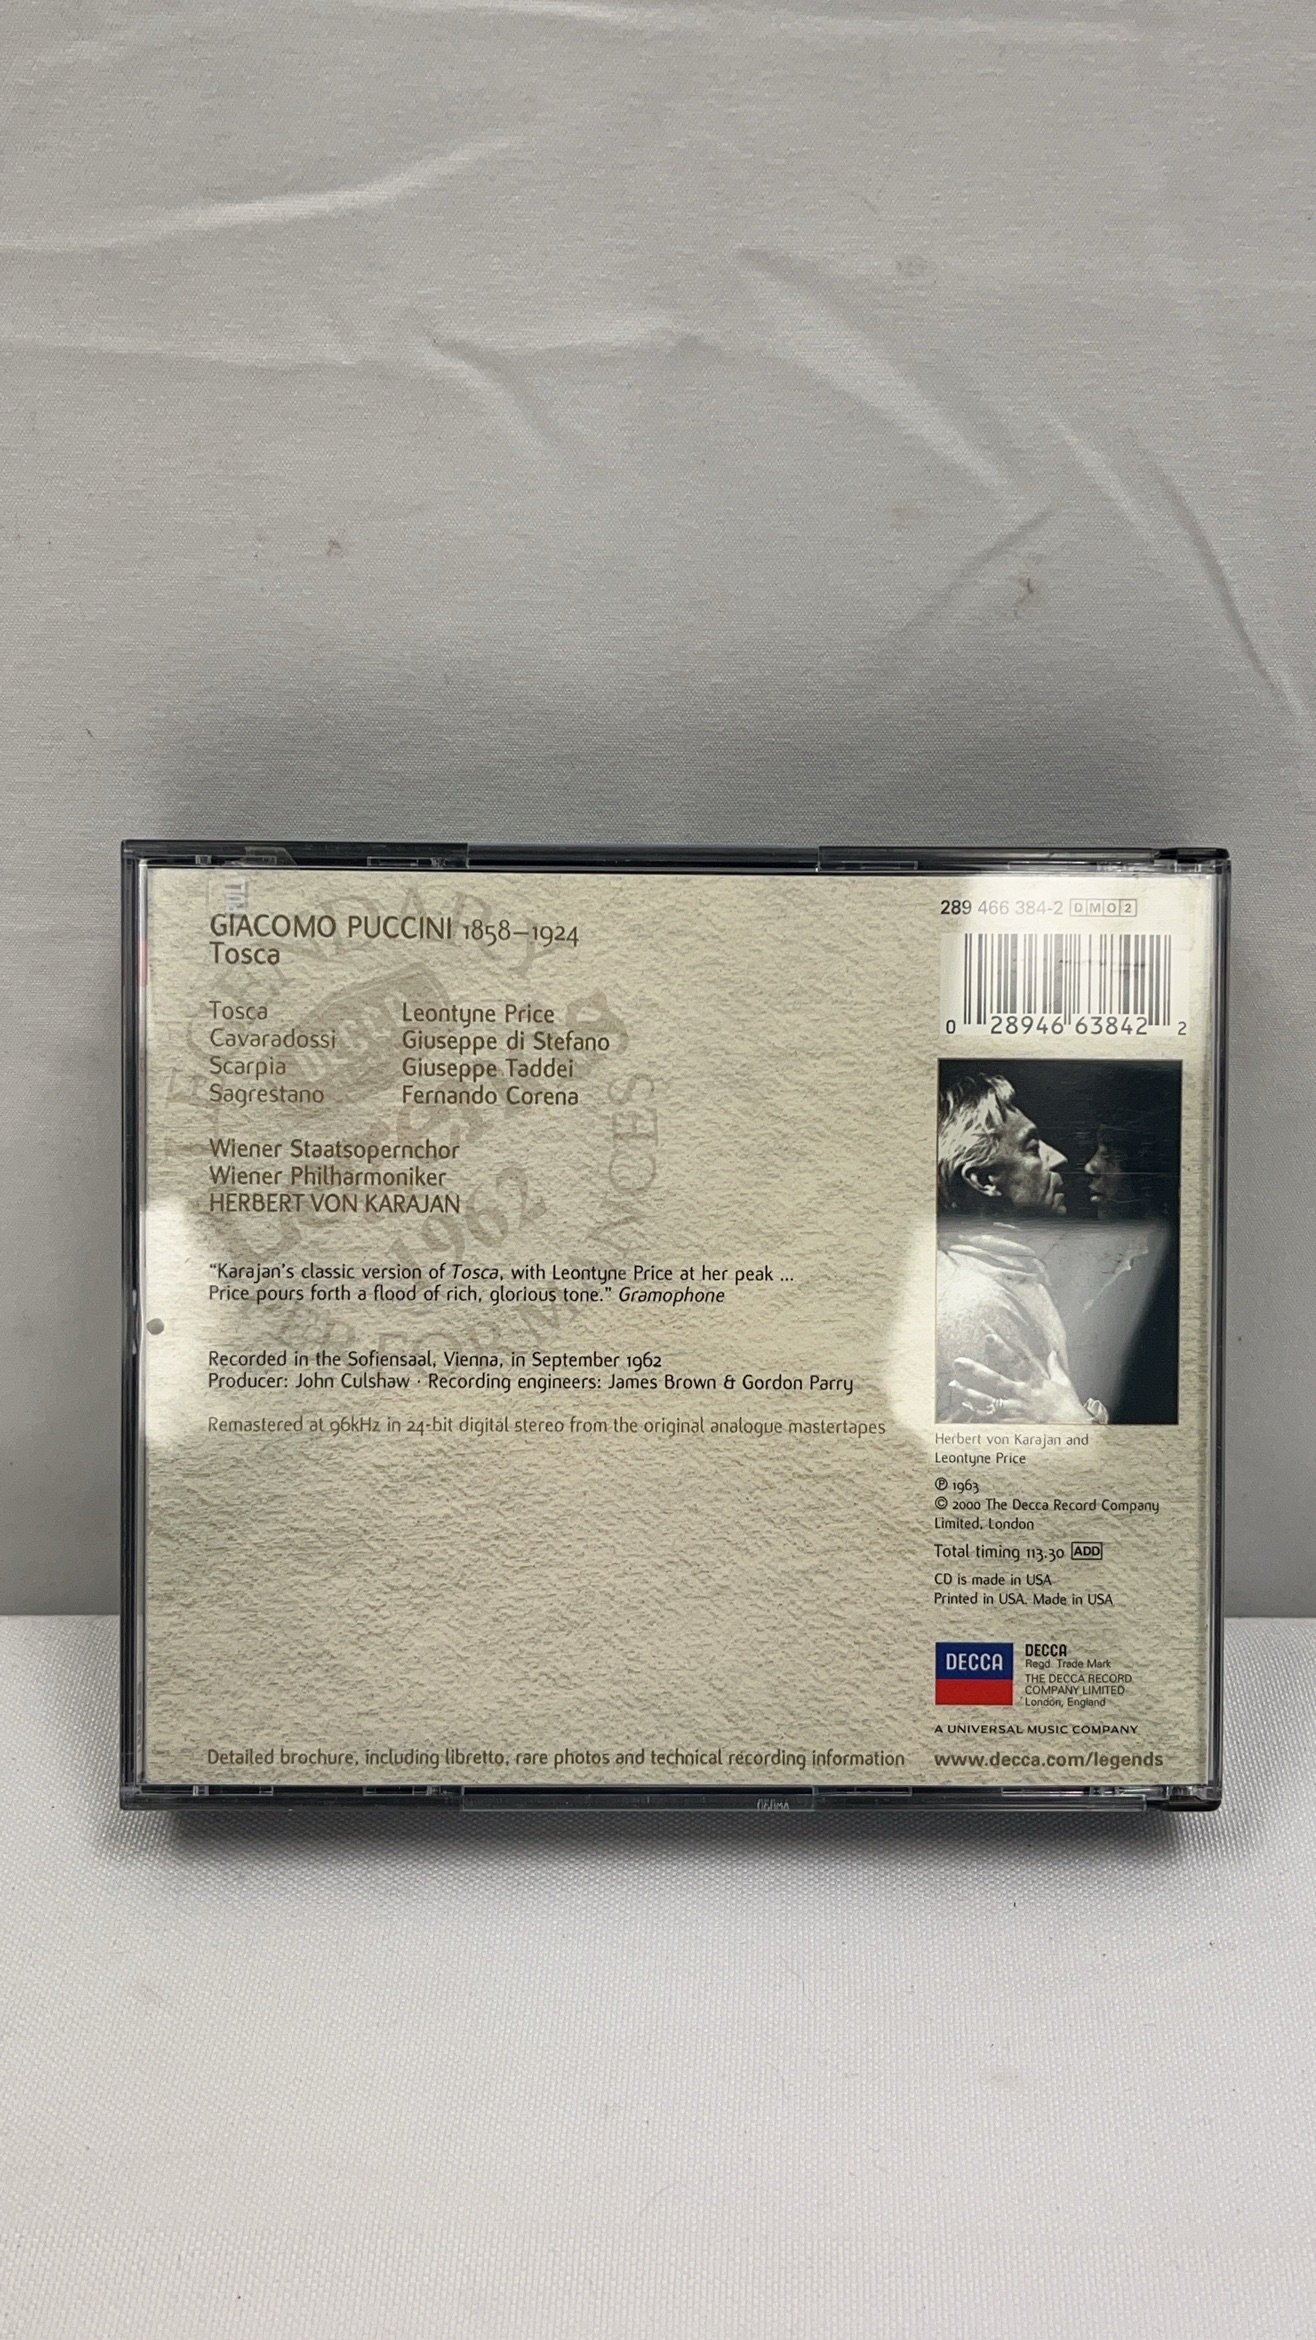 GIACOMO PUCCINI 1858–1924
Tosca
Tosca Leontyne Price
Cavaradossi Giuseppe di Stefano
Scarpia Giuseppe Taddei
Sagrestano Fernando Corena
Wiener Staatsopernchor
Wiener Philharmoniker
HERBERT VON KARAJAN
“Karajan's classic version of Tosca, with Leontyne Price at her peak ...
Price pours forth a flood of rich, glorious tone.” Gramophone
Recorded in the Sofiensaal, Vienna, in September 1962
Producer: John Culshaw · Recording engineers: James Brown & Gordon Parry
Remastered at 96kHz in 24-bit digital stereo from the original analogue mastertapes
Detailed brochure, including libretto, rare photos and technical recording information
LEGENDARY
DECCA
Legends
1962
PERFORMANCES
289 466 384-2 D M O 2
0 28946 63842 2
Herbert von Karajan and
Leontyne Price
℗ 1963
© 2000 The Decca Record Company
Limited, London
Total timing 113.30 ADD
CD is made in USA
Printed in USA. Made in USA
DECCA
DECCA
Regd. Trade Mark
THE DECCA RECORD
COMPANY LIMITED
London, England
A UNIVERSAL MUSIC COMPANY
www.decca.com/legends